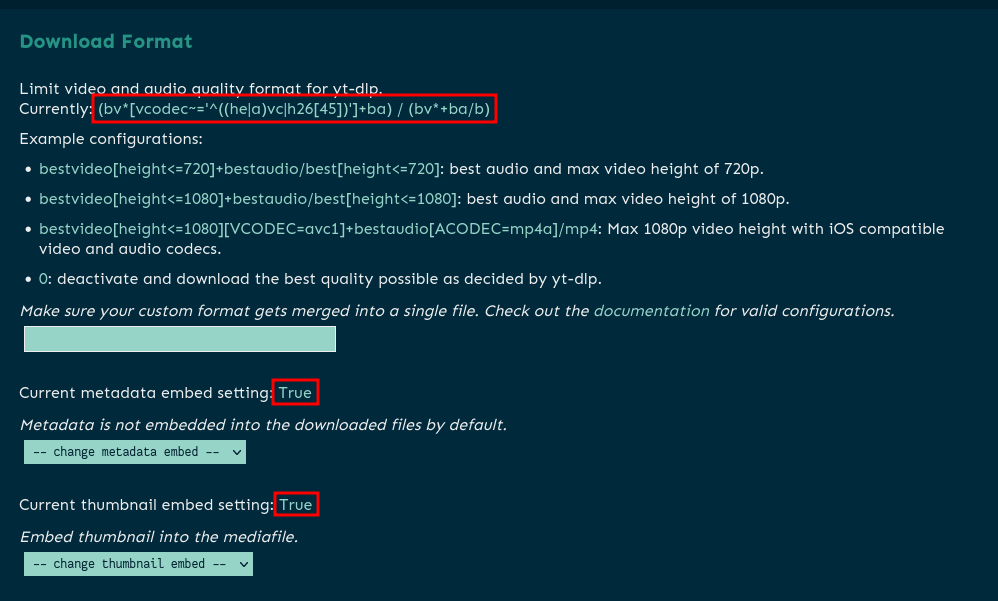 Download Format
Limit video and audio quality format for yt-dlp.
Currently: (bv*[vcodec~='^((he|a)vc|h26[45])']+ba) / (bv*+ba/b)
Example configurations:
• bestvideo[height<=720]+bestaudio/best[height<=720]: best audio and max video height of 720p.
• bestvideo[height<=1080]+bestaudio/best[height<=1080]: best audio and max video height of 1080p.
• bestvideo[height<=1080][VCODEC=avc1]+bestaudio[ACODEC=mp4a]/mp4: Max 1080p video height with iOS compatible
video and audio codecs.
• 0: deactivate and download the best quality possible as decided by yt-dlp.
Make sure your custom format gets merged into a single file. Check out the documentation for valid configurations.
Current metadata embed setting: True
Metadata is not embedded into the downloaded files by default.
-- change metadata embed --
Current thumbnail embed setting: True
Embed thumbnail into the mediafile.
-- change thumbnail embed --